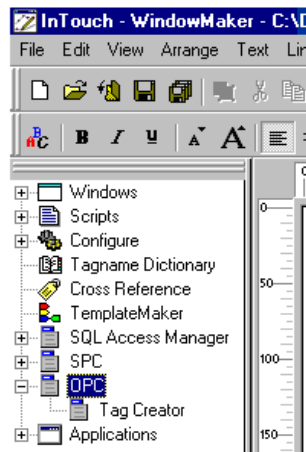 InTouch - WindowMaker - C:\
File Edit View Arrange Text
ABC B I U A A
Windows
Scripts
Configure
Tagname Dictionary
Cross Reference
TemplateMaker
SQL Access Manager
SPC
OPC
Tag Creator
Applications
0
50
100
150